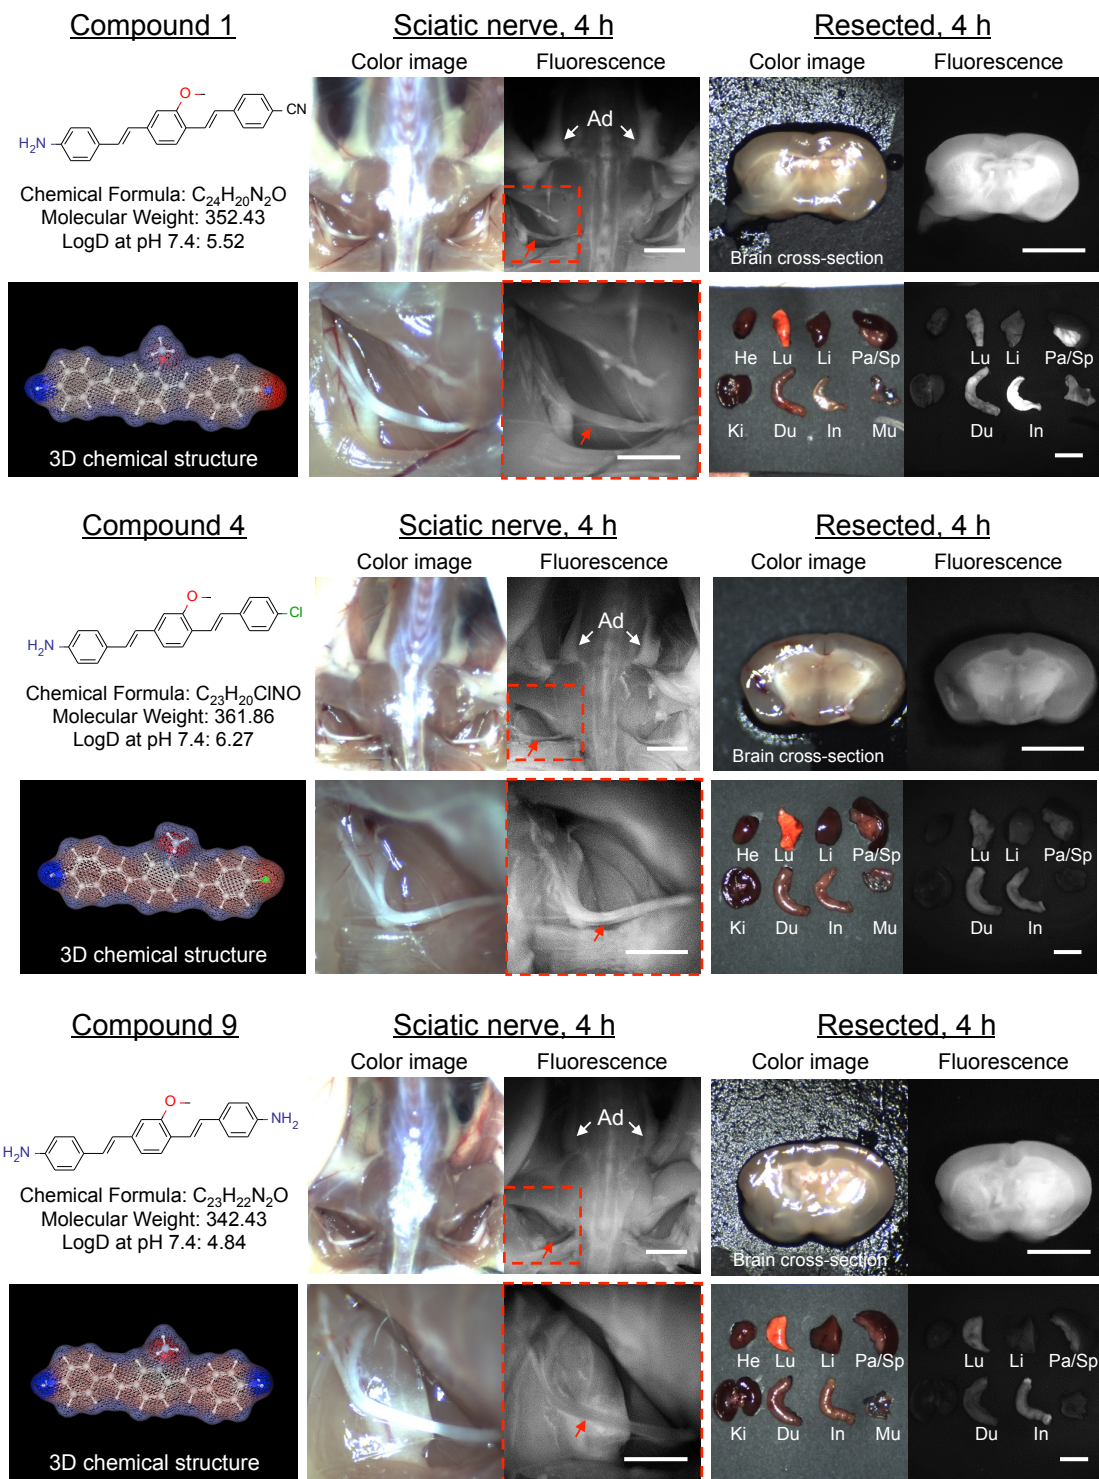 Compound 1
Sciatic nerve, 4 h
Resected, 4 h
Color image
Fluorescence
Color image
Fluorescence
O
CN
H2N
Ad
Chemical Formula: C24H20N2O
Molecular Weight: 352.43
LogD at pH 7.4: 5.52
Brain cross-section
3D chemical structure
He Lu Li Pa/Sp
Ki Du In Mu
Lu Li Pa/Sp
Du In
Compound 4
Sciatic nerve, 4 h
Resected, 4 h
Color image
Fluorescence
Color image
Fluorescence
O
Cl
H2N
Ad
Chemical Formula: C23H20ClNO
Molecular Weight: 361.86
LogD at pH 7.4: 6.27
Brain cross-section
3D chemical structure
He Lu Li Pa/Sp
Ki Du In Mu
Lu Li Pa/Sp
Du In
Compound 9
Sciatic nerve, 4 h
Resected, 4 h
Color image
Fluorescence
Color image
Fluorescence
O
NH2
H2N
Ad
Chemical Formula: C23H22N2O
Molecular Weight: 342.43
LogD at pH 7.4: 4.84
Brain cross-section
3D chemical structure
He Lu Li Pa/Sp
Ki Du In Mu
Lu Li Pa/Sp
Du In